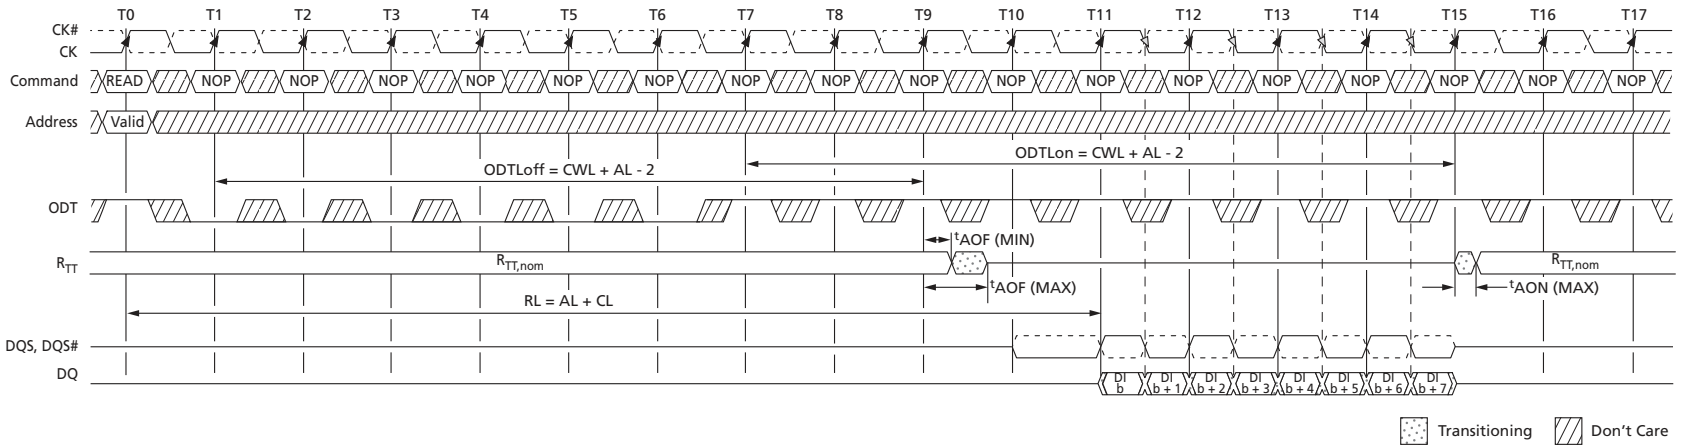 T0 T1 T2 T3 T4 T5 T6 T7 T8 T9 T10 T11 T12 T13 T14 T15 T16 T17
CK#
CK
Command READ NOP NOP NOP NOP NOP NOP NOP NOP NOP NOP NOP NOP NOP NOP NOP NOP NOP
Address Valid
ODTLon = CWL + AL - 2
ODTLoff = CWL + AL - 2
ODT
tAOF (MIN)
RTT RTT,nom RTT,nom
tAOF (MAX) tAON (MAX)
RL = AL + CL
DQS, DQS#
DQ DI b DI b + 1 DI b + 2 DI b + 3 DI b + 4 DI b + 5 DI b + 6 DI b + 7
Transitioning Don't Care